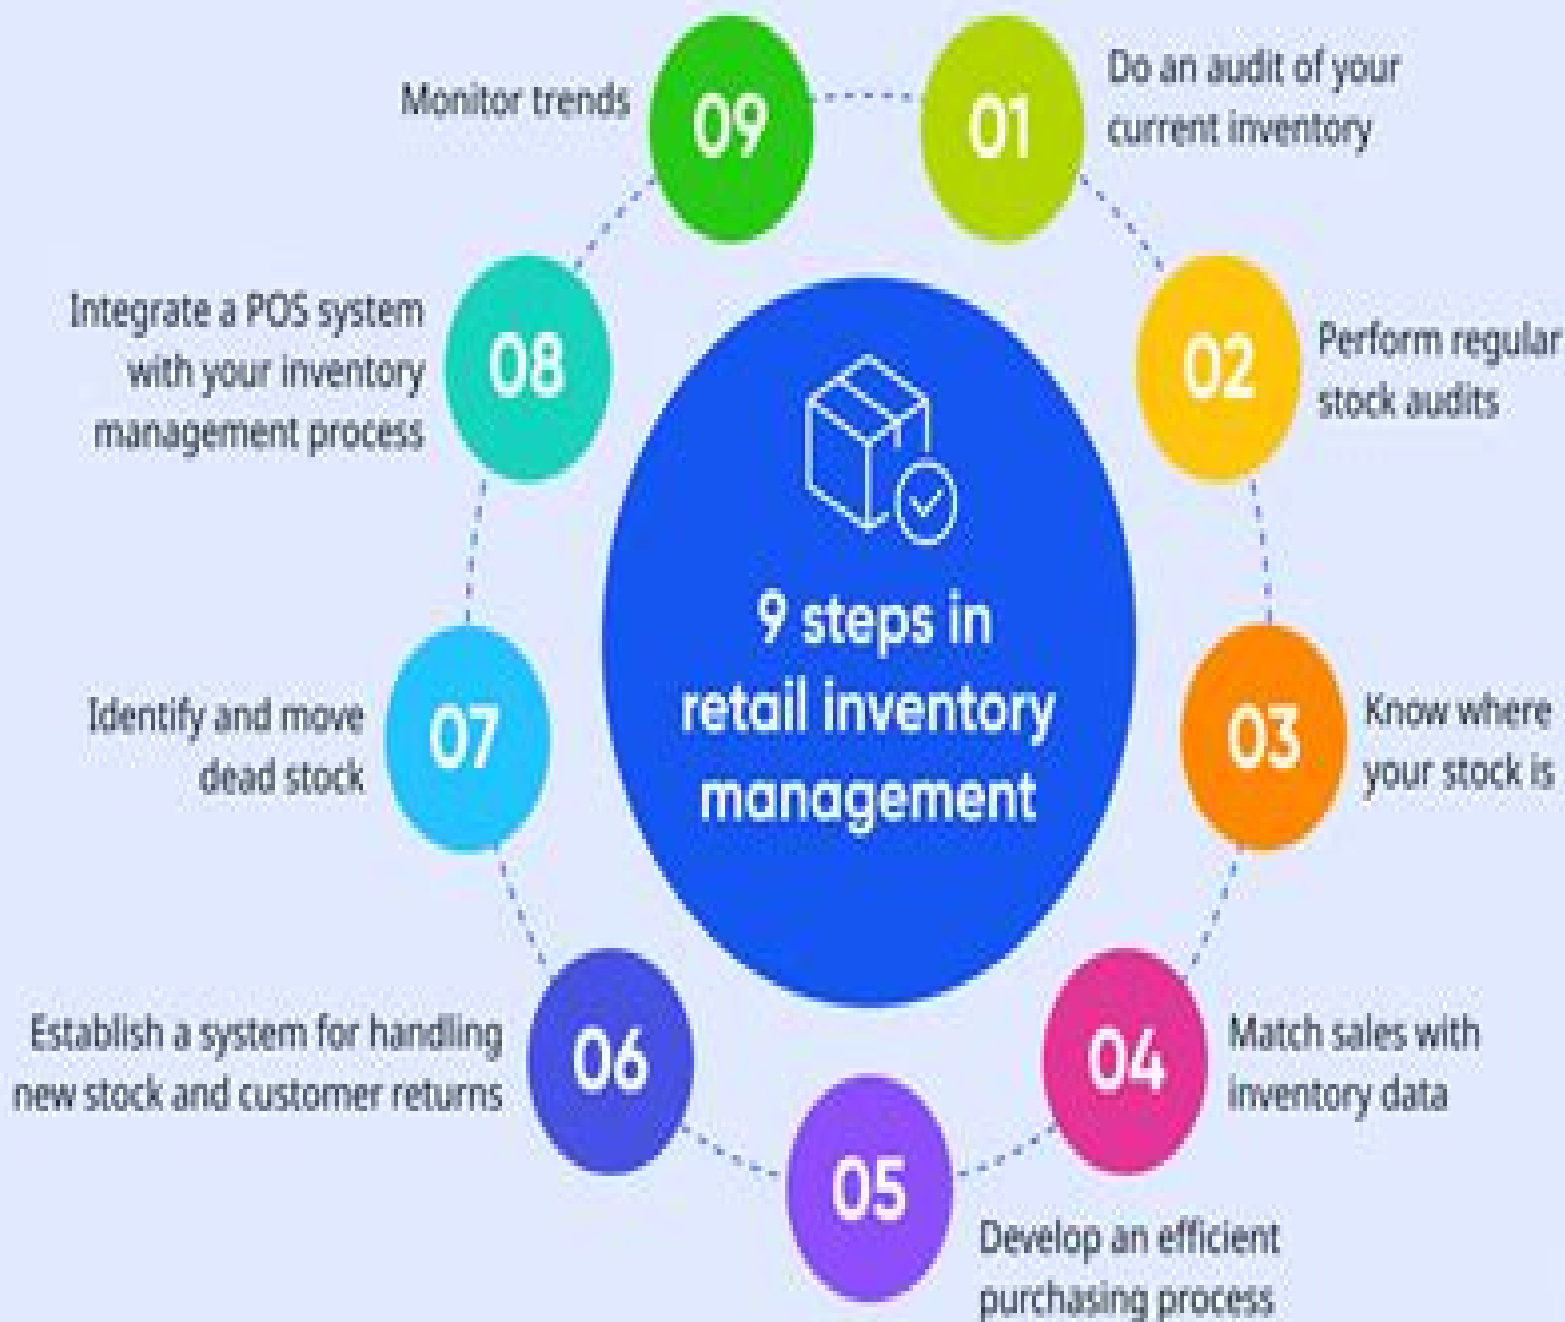 9 steps in
retail inventory
management
01
Do an audit of your
current inventory
02
Perform regular
stock audits
03
Know where
your stock is
04
Match sales with
inventory data
05
Develop an efficient
purchasing process
06
Establish a system for handling
new stock and customer returns
07
Identify and move
dead stock
08
Integrate a POS system
with your inventory
management process
09
Monitor trends